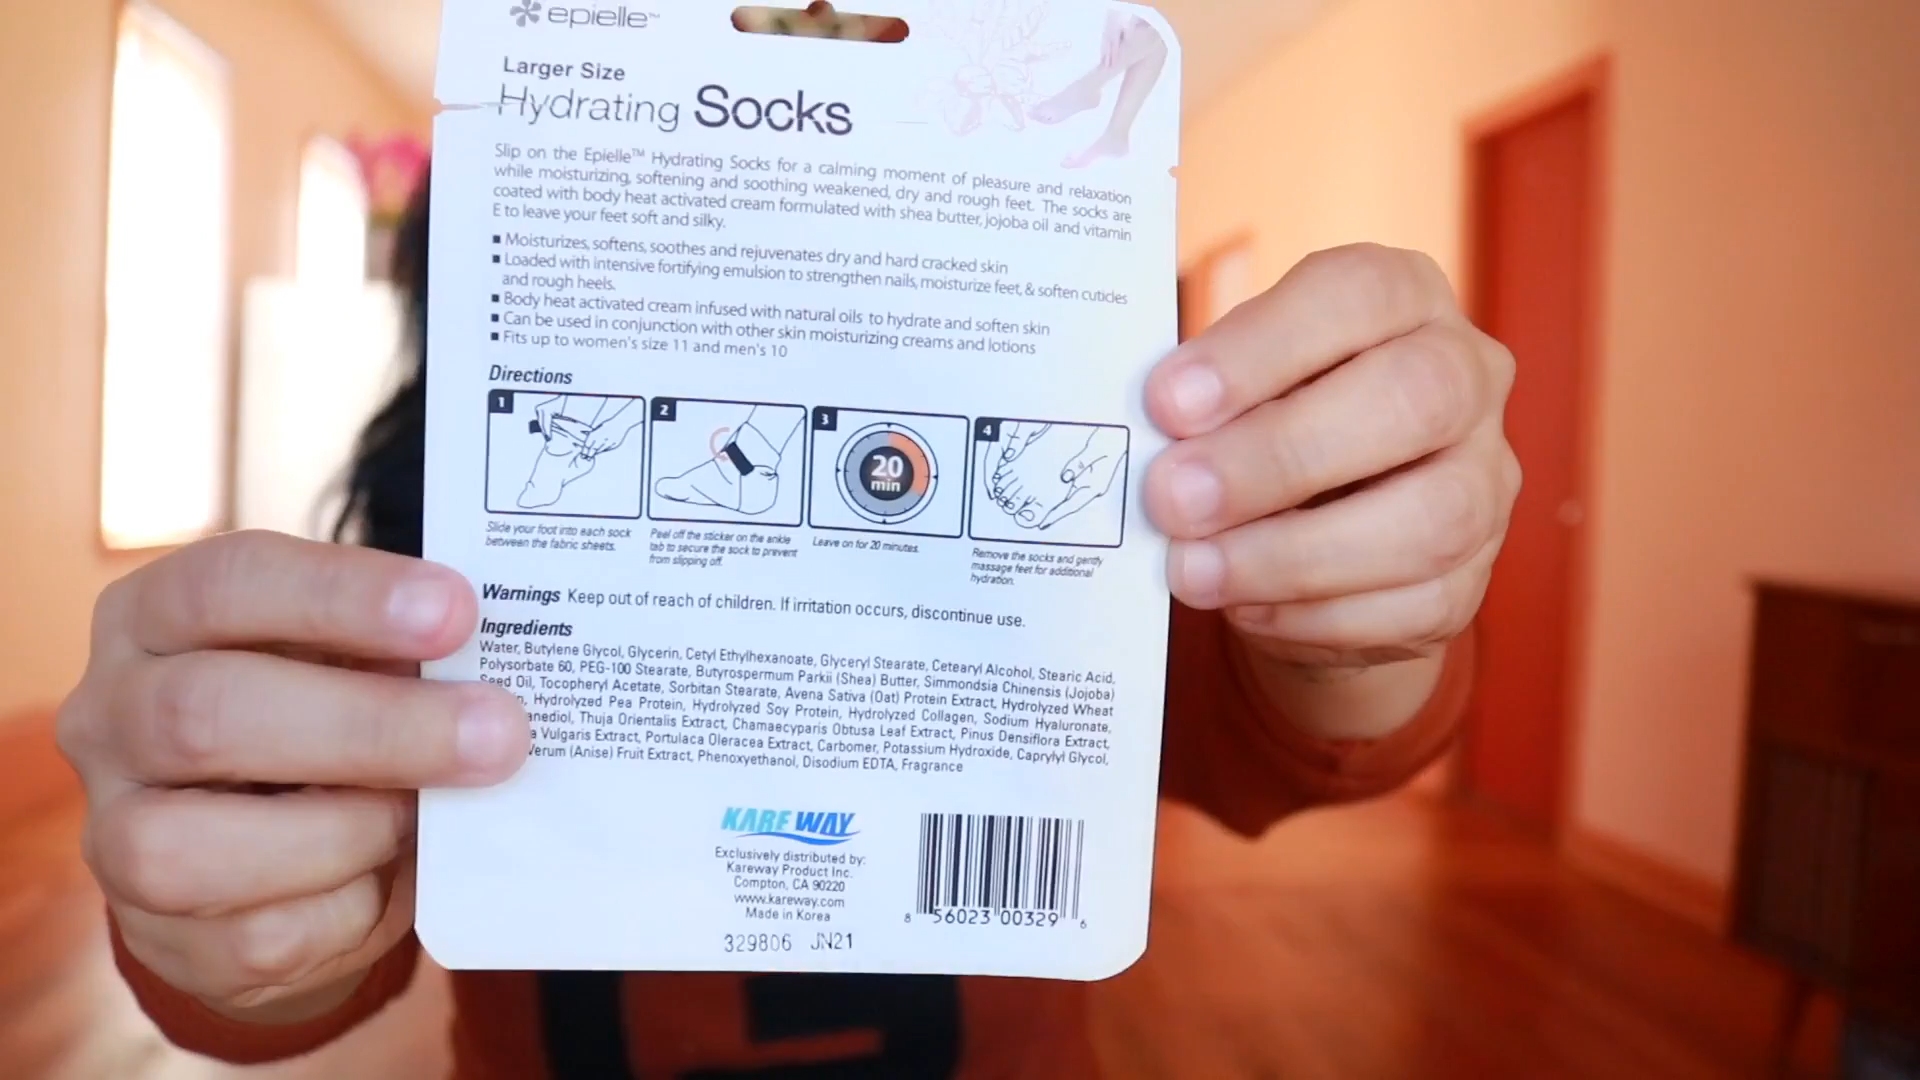 epielle™
Larger Size
Hydrating Socks
Slip on the Epielle™ Hydrating Socks for a calming moment of pleasure and relaxation
while moisturizing, softening and soothing weakened, dry and rough feet. The socks are
coated with body heat activated cream formulated with shea butter, jojoba oil and vitamin
E to leave your feet soft and silky.
■ Moisturizes, softens, soothes and rejuvenates dry and hard cracked skin
■ Loaded with intensive fortifying emulsion to strengthen nails, moisturize feet, & soften cuticles
and rough heels.
■ Body heat activated cream infused with natural oils to hydrate and soften skin
■ Can be used in conjunction with other skin moisturizing creams and lotions
■ Fits up to women's size 11 and men's 10
Directions
1
Slide your foot into each sock
between the fabric sheets.
2
Peel off the sticker on the ankle
tab to secure the sock to prevent
from slipping off.
3
20
min
Leave on for 20 minutes.
4
Remove the socks and gently
massage feet for additional
hydration.
Warnings Keep out of reach of children. If irritation occurs, discontinue use.
Ingredients
Water, Butylene Glycol, Glycerin, Cetyl Ethylhexanoate, Glyceryl Stearate, Cetearyl Alcohol, Stearic Acid,
Polysorbate 60, PEG-100 Stearate, Butyrospermum Parkii (Shea) Butter, Simmondsia Chinensis (Jojoba)
Seed Oil, Tocopheryl Acetate, Sorbitan Stearate, Avena Sativa (Oat) Protein Extract, Hydrolyzed Wheat
Hydrolyzed Pea Protein, Hydrolyzed Soy Protein, Hydrolyzed Collagen, Sodium Hyaluronate,
Thuja Orientalis Extract, Chamaecyparis Obtusa Leaf Extract, Pinus Densiflora Extract,
Vulgaris Extract, Portulaca Oleracea Extract, Carbomer, Potassium Hydroxide, Caprylyl Glycol,
Verum (Anise) Fruit Extract, Phenoxyethanol, Disodium EDTA, Fragrance
KAREWAY
Exclusively distributed by:
Kareway Product Inc.
Compton, CA 90220
www.kareway.com
Made in Korea
329806 JN21
8 56023 00329 6